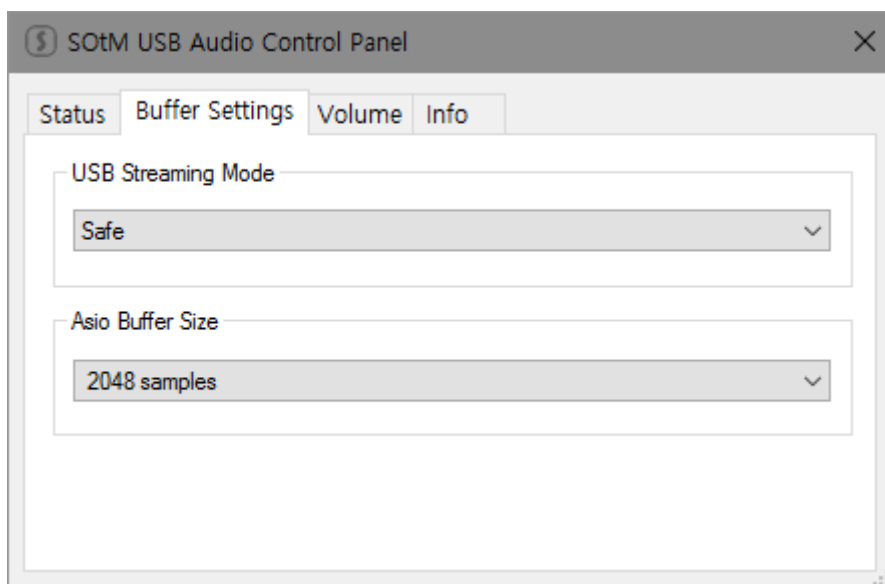 SOtM USB Audio Control Panel
Status Buffer Settings Volume Info
USB Streaming Mode
Safe
Asio Buffer Size
2048 samples